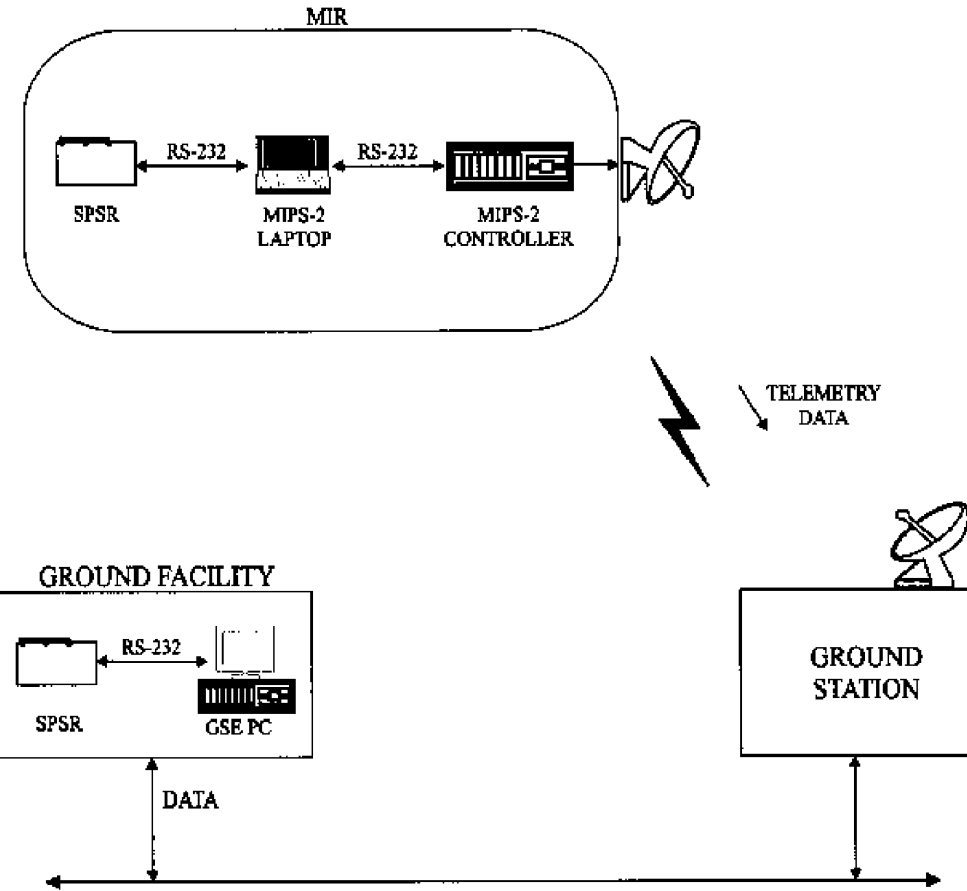 MIR
RS-232
RS-232
SPSR
MIPS-2
LAPTOP
MIPS-2
CONTROLLER
TELEMETRY
DATA
GROUND FACILITY
RS-232
SPSR
GSE PC
GROUND
STATION
DATA